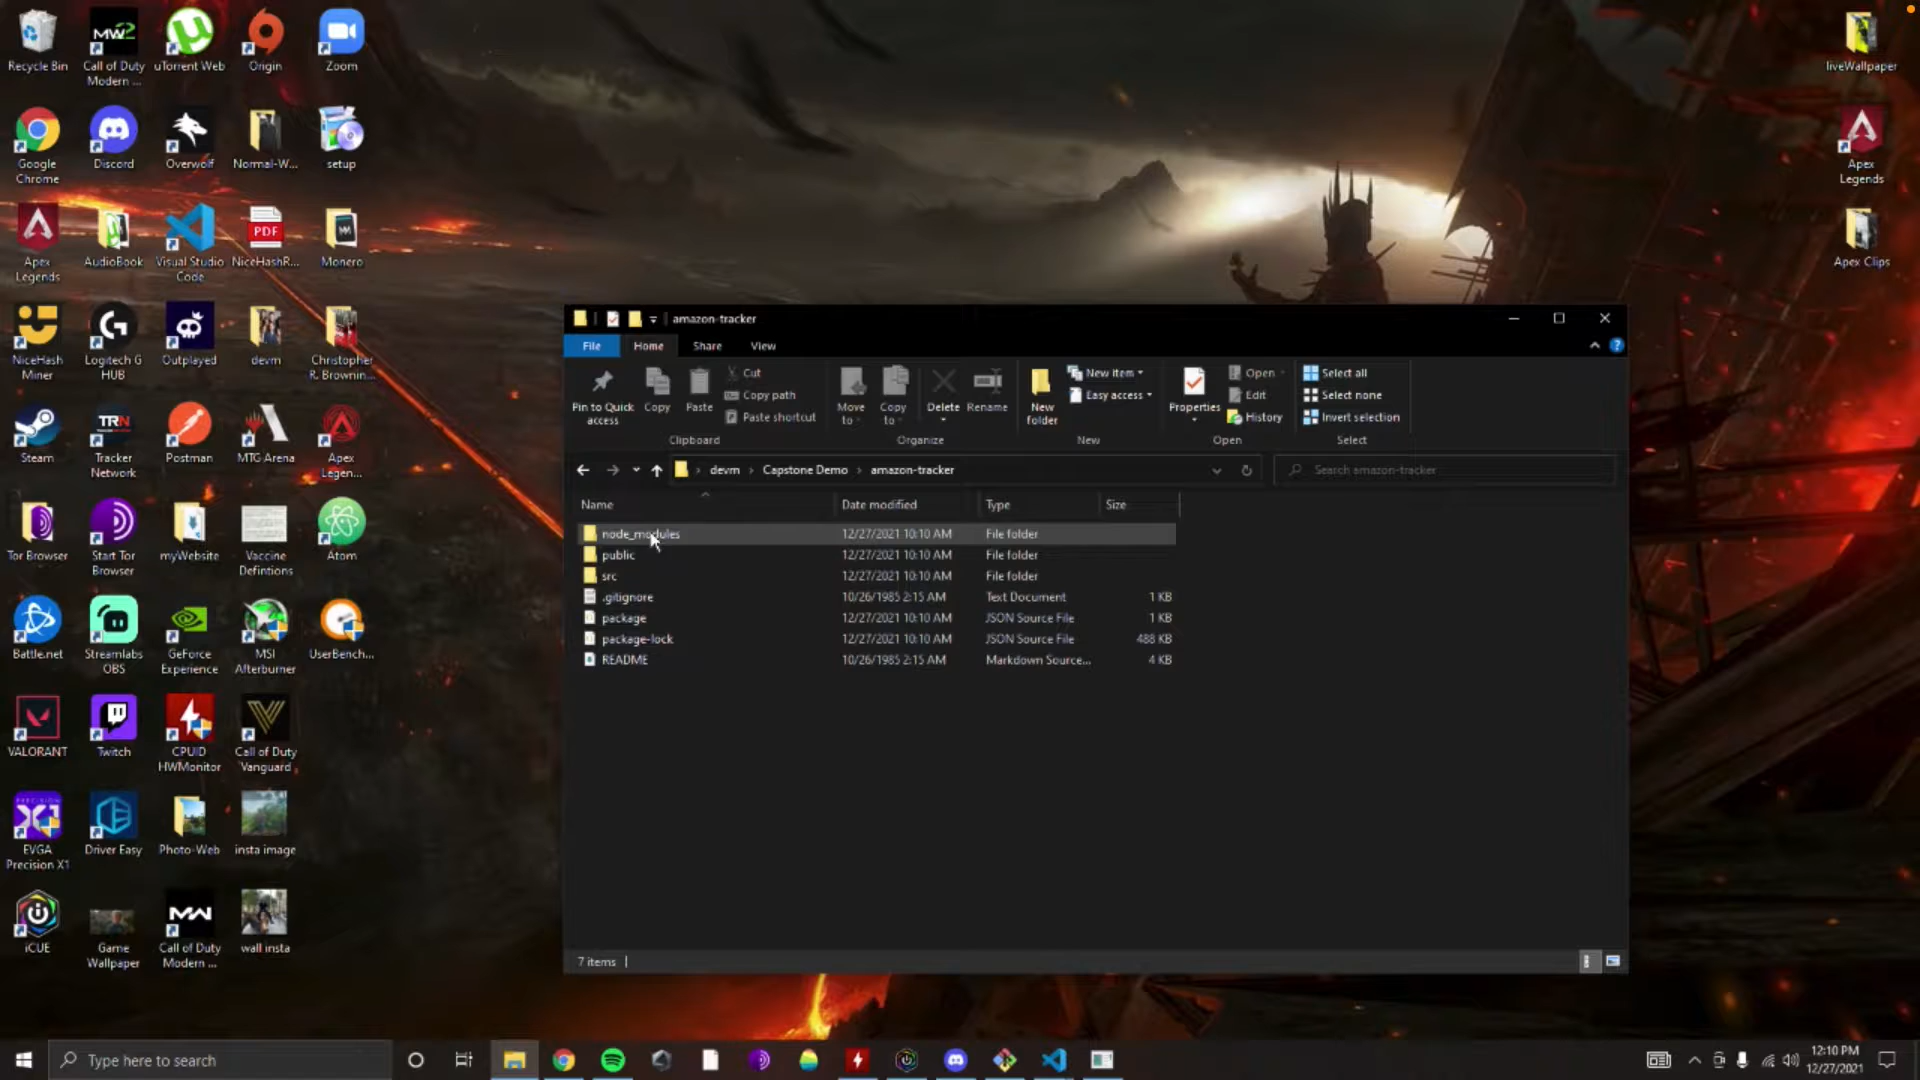 Recycle Bin
Call of Duty
Modern ...
uTorrent Web
Origin
Zoom
liveWallpaper
Google
Chrome
Discord
Overwolf
Normal-W...
setup
Apex
Legends
Apex
Legends
AudioBook
Visual Studio
Code
PDF
NiceHashR...
Monero
Apex Clips
NiceHash
Miner
Logitech G
HUB
Outplayed
devm
Christopher
R. Brownin...
Steam
TRN
Tracker
Network
Postman
MTG Arena
Apex
Legen...
Tor Browser
Start Tor
Browser
myWebsite
Vaccine
Defintions
Atom
Battle.net
Streamlabs
OBS
GeForce
Experience
MSI
Afterburner
UserBench...
VALORANT
Twitch
CPUID
HWMonitor
Call of Duty
Vanguard
EVGA
Precision X1
Driver Easy
Photo-Web
insta image
iCUE
Game
Wallpaper
Call of Duty
Modern ...
wall insta
amazon-tracker
File Home Share View
Pin to Quick
access
Copy
Paste
Cut
Copy path
Paste shortcut
Clipboard
Move
to
Copy
to
Delete
Rename
Organize
New
folder
New item
Easy access
New
Properties
Open
Edit
History
Open
Select all
Select none
Invert selection
Select
devm › Capstone Demo › amazon-tracker
Search amazon-tracker
Name Date modified Type Size
node_modules 12/27/2021 10:10 AM File folder
public 12/27/2021 10:10 AM File folder
src 12/27/2021 10:10 AM File folder
.gitignore 10/26/1985 2:15 AM Text Document 1 KB
package 12/27/2021 10:10 AM JSON Source File 1 KB
package-lock 12/27/2021 10:10 AM JSON Source File 488 KB
README 10/26/1985 2:15 AM Markdown Source... 4 KB
7 items
Type here to search
12:10 PM
12/27/2021